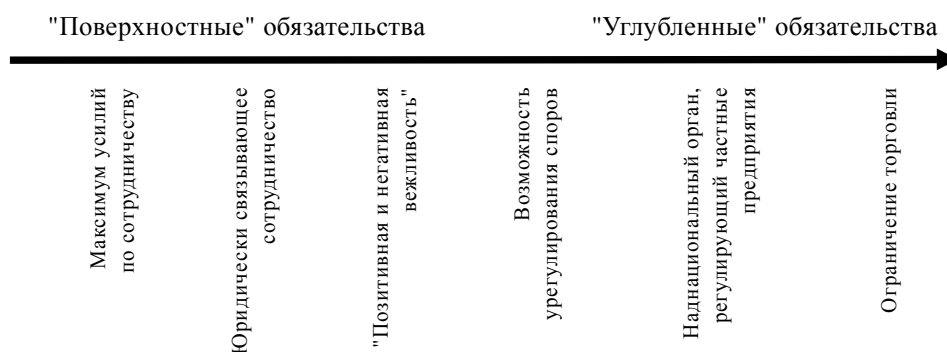 "Поверхностные" обязательства
"Углубленные" обязательства
Максимум усилий
по сотрудничеству
Юридически связывающее
сотрудничество
"Позитивная и негативная
вежливость"
Возможность
урегулирования споров
Наднациональный орган,
регулирующий частные
предприятия
Ограничение торговли